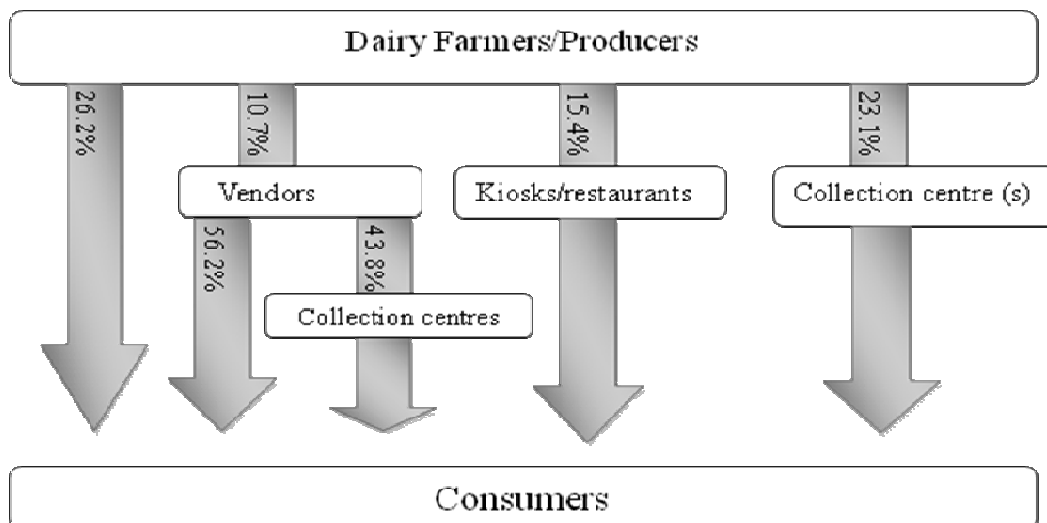 Dairy Farmers/Producers
26.2%
10.7%
15.4%
23.1%
Vendors
Kiosks/restaurants
Collection centre (s)
56.2%
43.8%
Collection centres
Consumers